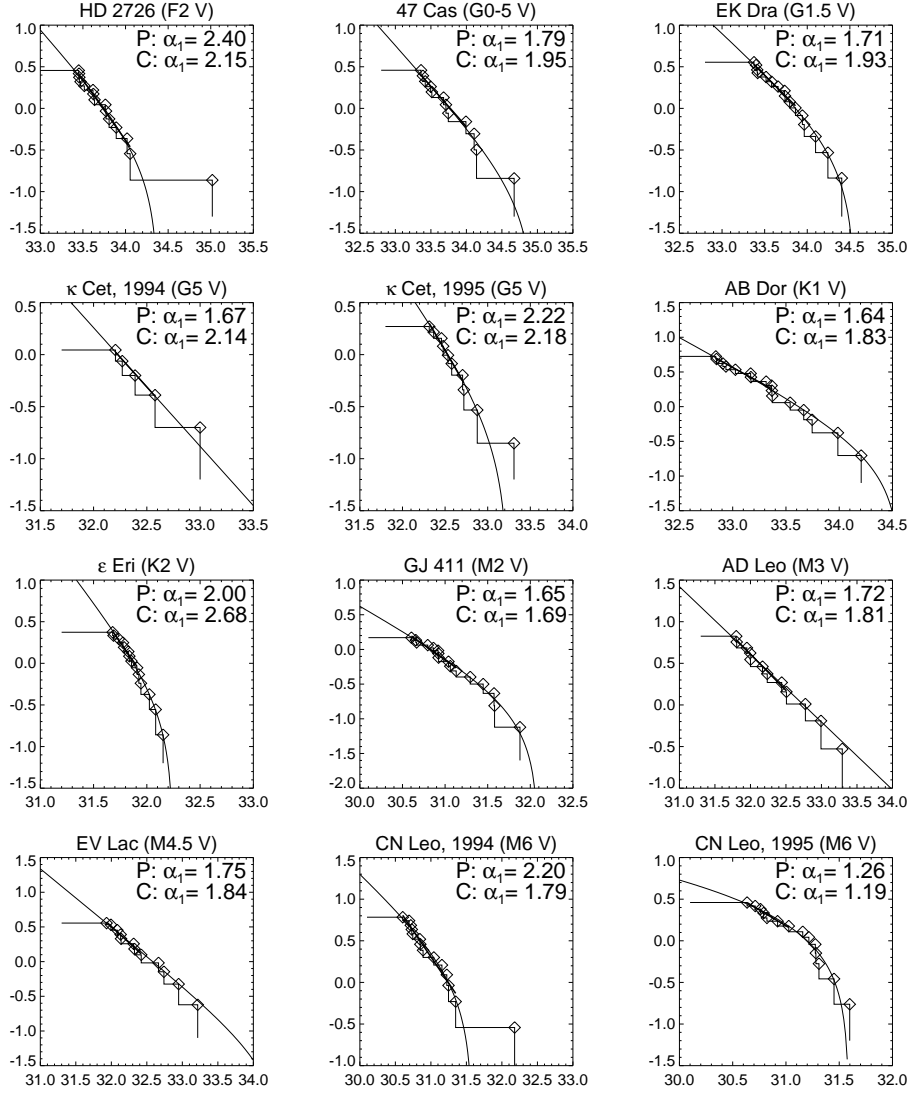 HD 2726 (F2 V)
P: α1= 2.40
C: α1= 2.15
1.0
0.5
0.0
-0.5
-1.0
-1.5
33.0 33.5 34.0 34.5 35.0 35.5
47 Cas (G0-5 V)
P: α1= 1.79
C: α1= 1.95
1.0
0.5
0.0
-0.5
-1.0
-1.5
32.5 33.0 33.5 34.0 34.5 35.0 35.5
EK Dra (G1.5 V)
P: α1= 1.71
C: α1= 1.93
1.0
0.5
0.0
-0.5
-1.0
-1.5
32.5 33.0 33.5 34.0 34.5 35.0
κ Cet, 1994 (G5 V)
P: α1= 1.67
C: α1= 2.14
0.5
0.0
-0.5
-1.0
-1.5
31.5 32.0 32.5 33.0 33.5
κ Cet, 1995 (G5 V)
P: α1= 2.22
C: α1= 2.18
0.5
0.0
-0.5
-1.0
-1.5
31.5 32.0 32.5 33.0 33.5 34.0
AB Dor (K1 V)
P: α1= 1.64
C: α1= 1.83
1.5
1.0
0.5
0.0
-0.5
-1.0
-1.5
32.5 33.0 33.5 34.0 34.5
ε Eri (K2 V)
P: α1= 2.00
C: α1= 2.68
1.0
0.5
0.0
-0.5
-1.0
-1.5
31.0 31.5 32.0 32.5 33.0
GJ 411 (M2 V)
P: α1= 1.65
C: α1= 1.69
1.0
0.5
0.0
-0.5
-1.0
-1.5
-2.0
30.0 30.5 31.0 31.5 32.0 32.5
AD Leo (M3 V)
P: α1= 1.72
C: α1= 1.81
1.5
1.0
0.5
0.0
-0.5
-1.0
31.0 31.5 32.0 32.5 33.0 33.5 34.0
EV Lac (M4.5 V)
P: α1= 1.75
C: α1= 1.84
1.5
1.0
0.5
0.0
-0.5
-1.0
-1.5
31.0 31.5 32.0 32.5 33.0 33.5 34.0
CN Leo, 1994 (M6 V)
P: α1= 2.20
C: α1= 1.79
1.5
1.0
0.5
0.0
-0.5
-1.0
30.0 30.5 31.0 31.5 32.0 32.5
CN Leo, 1995 (M6 V)
P: α1= 1.26
C: α1= 1.19
1.0
0.5
0.0
-0.5
-1.0
-1.5
30.0 30.5 31.0 31.5 32.0